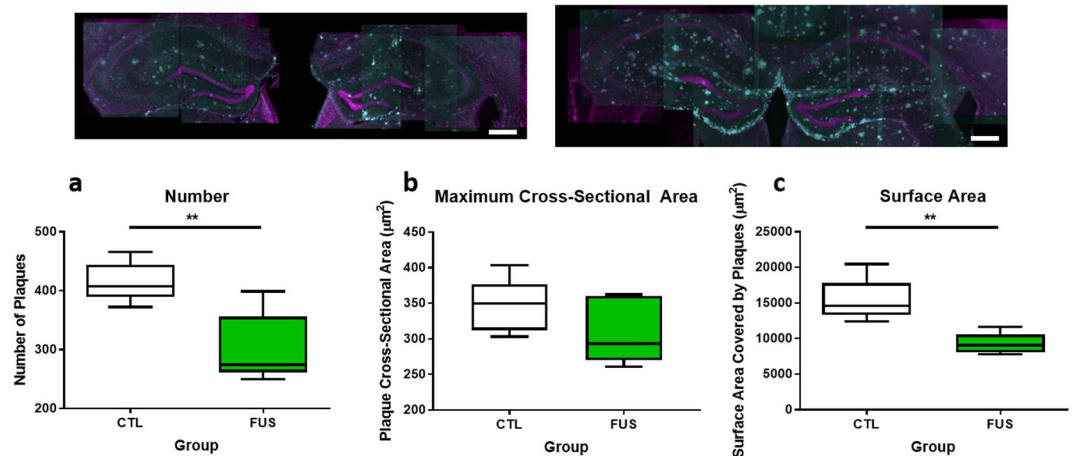 a
Number
**
Number of Plaques
500
400
300
200
CTL
FUS
Group
b
Maximum Cross-Sectional Area
Plaque Cross-Sectional Area (μm²)
450
400
350
300
250
200
CTL
FUS
Group
c
Surface Area
**
Surface Area Covered by Plaques (μm²)
25000
20000
15000
10000
5000
0
CTL
FUS
Group